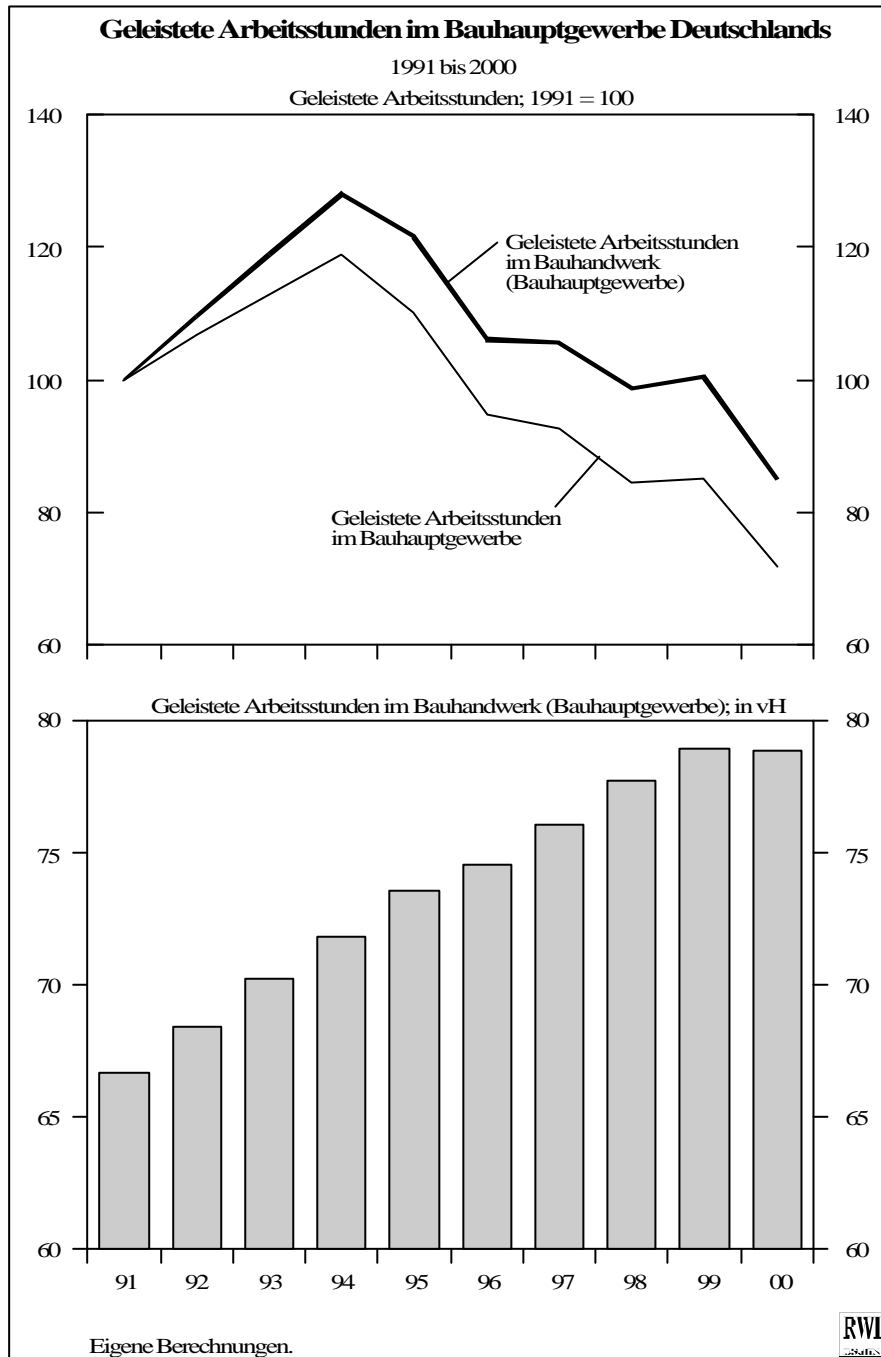 Geleistete Arbeitsstunden im Bauhauptgewerbe Deutschlands
1991 bis 2000
Geleistete Arbeitsstunden; 1991 = 100
140 140
120 120
100 100
80 80
60 60
Geleistete Arbeitsstunden
im Bauhandwerk
(Bauhauptgewerbe)
Geleistete Arbeitsstunden
im Bauhauptgewerbe
Geleistete Arbeitsstunden im Bauhandwerk (Bauhauptgewerbe); in vH
80 80
75 75
70 70
65 65
60 60
91 92 93 94 95 96 97 98 99 00
Eigene Berechnungen.
RWI